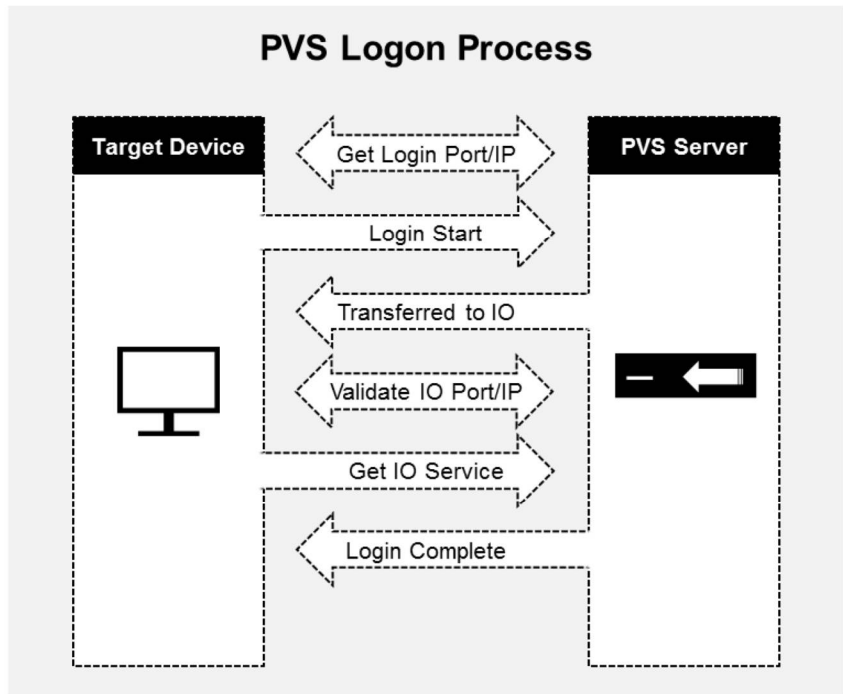 PVS Logon Process
Target Device
PVS Server
Get Login Port/IP
Login Start
Transferred to IO
Validate IO Port/IP
Get IO Service
Login Complete